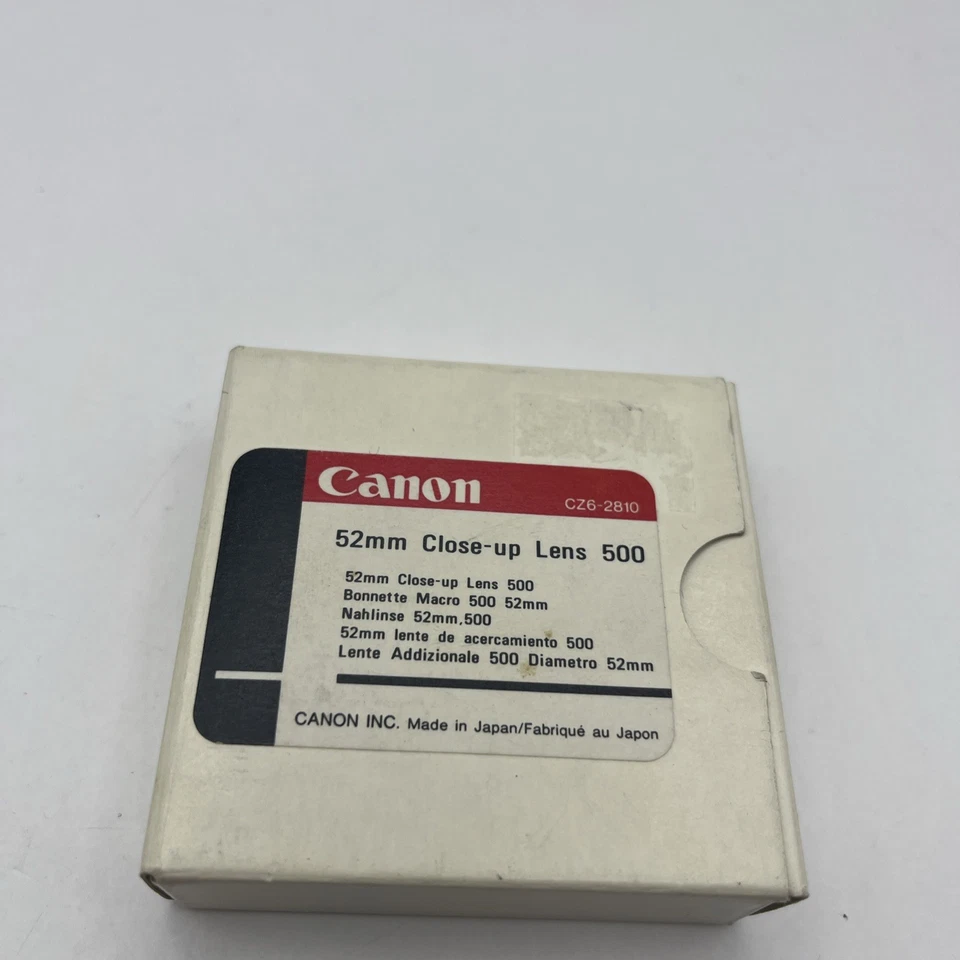 Canon
CZ6-2810
52mm Close-up Lens 500
52mm Close-up Lens 500
Bonnette Macro 500 52mm
Nahlinse 52mm,500
52mm lente de acercamiento 500
Lente Addizionale 500 Diametro 52mm
CANON INC. Made in Japan/Fabriqué au Japon